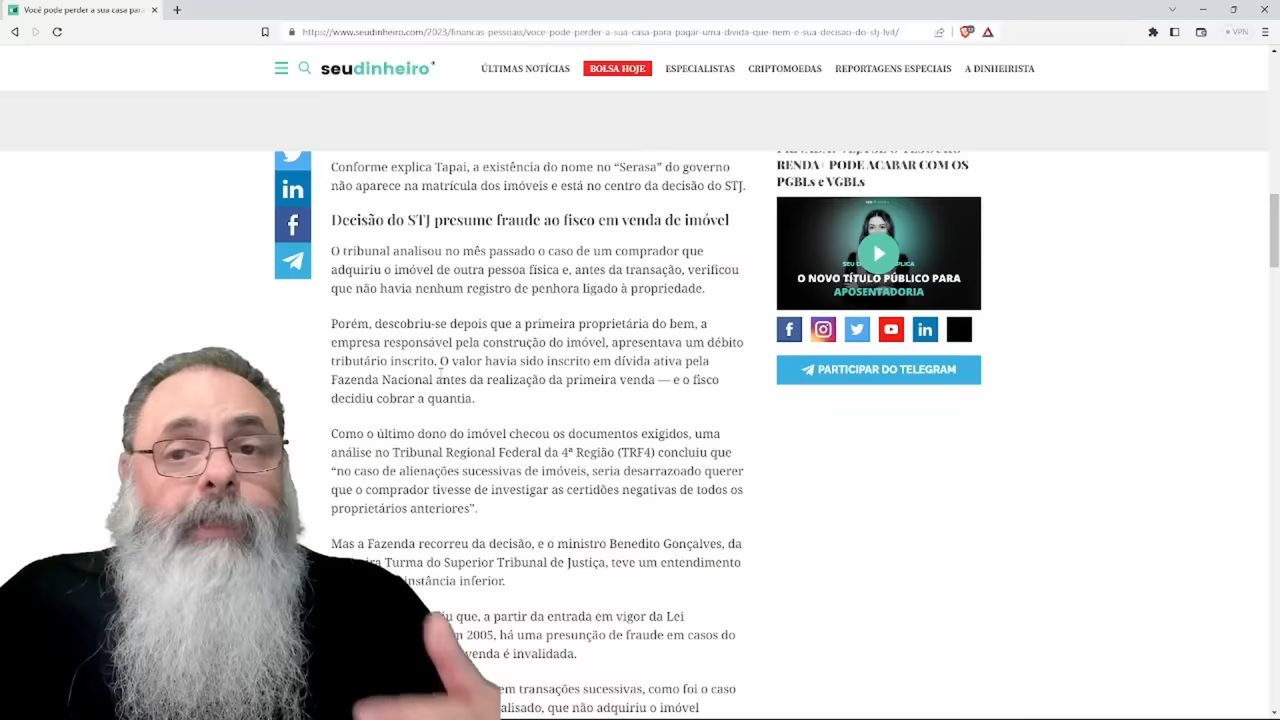 Você pode perder a sua casa para
https://www.seudinheiro.com/2023/financas-pessoais/voce-pode-perder-a-sua-casa-para-pagar-uma-divida-que-nem-e-sua-decisao-do-stj-lvit/
VPN
seudinheiro
ÚLTIMAS NOTÍCIAS
BOLSA HOJE
ESPECIALISTAS
CRIPTOMOEDAS
REPORTAGENS ESPECIAIS
A DINHEIRISTA
Conforme explica Tapai, a existência do nome no “Serasa” do governo
não aparece na matrícula dos imóveis e está no centro da decisão do STJ.
Decisão do STJ presume fraude ao fisco em venda de imóvel
O tribunal analisou no mês passado o caso de um comprador que
adquiriu o imóvel de outra pessoa física e, antes da transação, verificou
que não havia nenhum registro de penhora ligado à propriedade.
Porém, descobriu-se depois que a primeira proprietária do bem, a
empresa responsável pela construção do imóvel, apresentava um débito
tributário inscrito. O valor havia sido inscrito em dívida ativa pela
Fazenda Nacional antes da realização da primeira venda — e o fisco
decidiu cobrar a quantia.
Como o último dono do imóvel checou os documentos exigidos, uma
análise no Tribunal Regional Federal da 4ª Região (TRF4) concluiu que
“no caso de alienações sucessivas de imóveis, seria desarrazoado querer
que o comprador tivesse de investigar as certidões negativas de todos os
proprietários anteriores”.
Mas a Fazenda recorreu da decisão, e o ministro Benedito Gonçalves, da
Turma do Superior Tribunal de Justiça, teve um entendimento
instância inferior.
que, a partir da entrada em vigor da Lei
2005, há uma presunção de fraude em casos do
venda é invalidada.
em transações sucessivas, como foi o caso
que não adquiriu o imóvel
RENDA+ PODE ACABAR COM OS
PGBLs e VGBLs
O NOVO TÍTULO PÚBLICO PARA
APOSENTADORIA
PARTICIPAR DO TELEGRAM